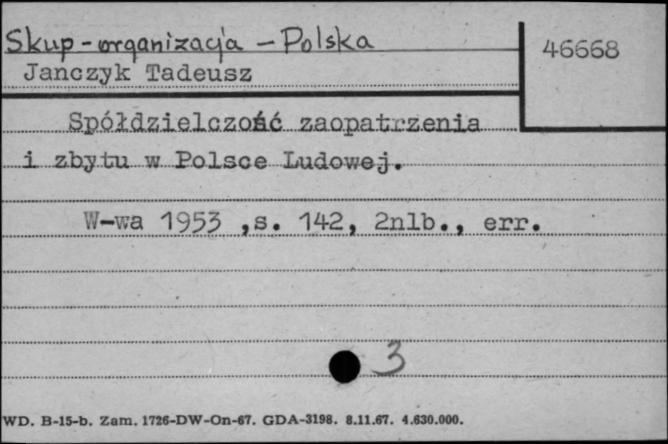 Skup - organizacja - Polska
46668
Janczyk Tadeusz
Spółdzielczość zaopatrzenia
i zbytu w Polsce Ludowej.
W-wa 1953 ,s. 142, 2nlb., err.
3
WD. B-15-b. Zam. 1726-DW-On-67. GDA-3198. 8.11.67. 4.630.000.